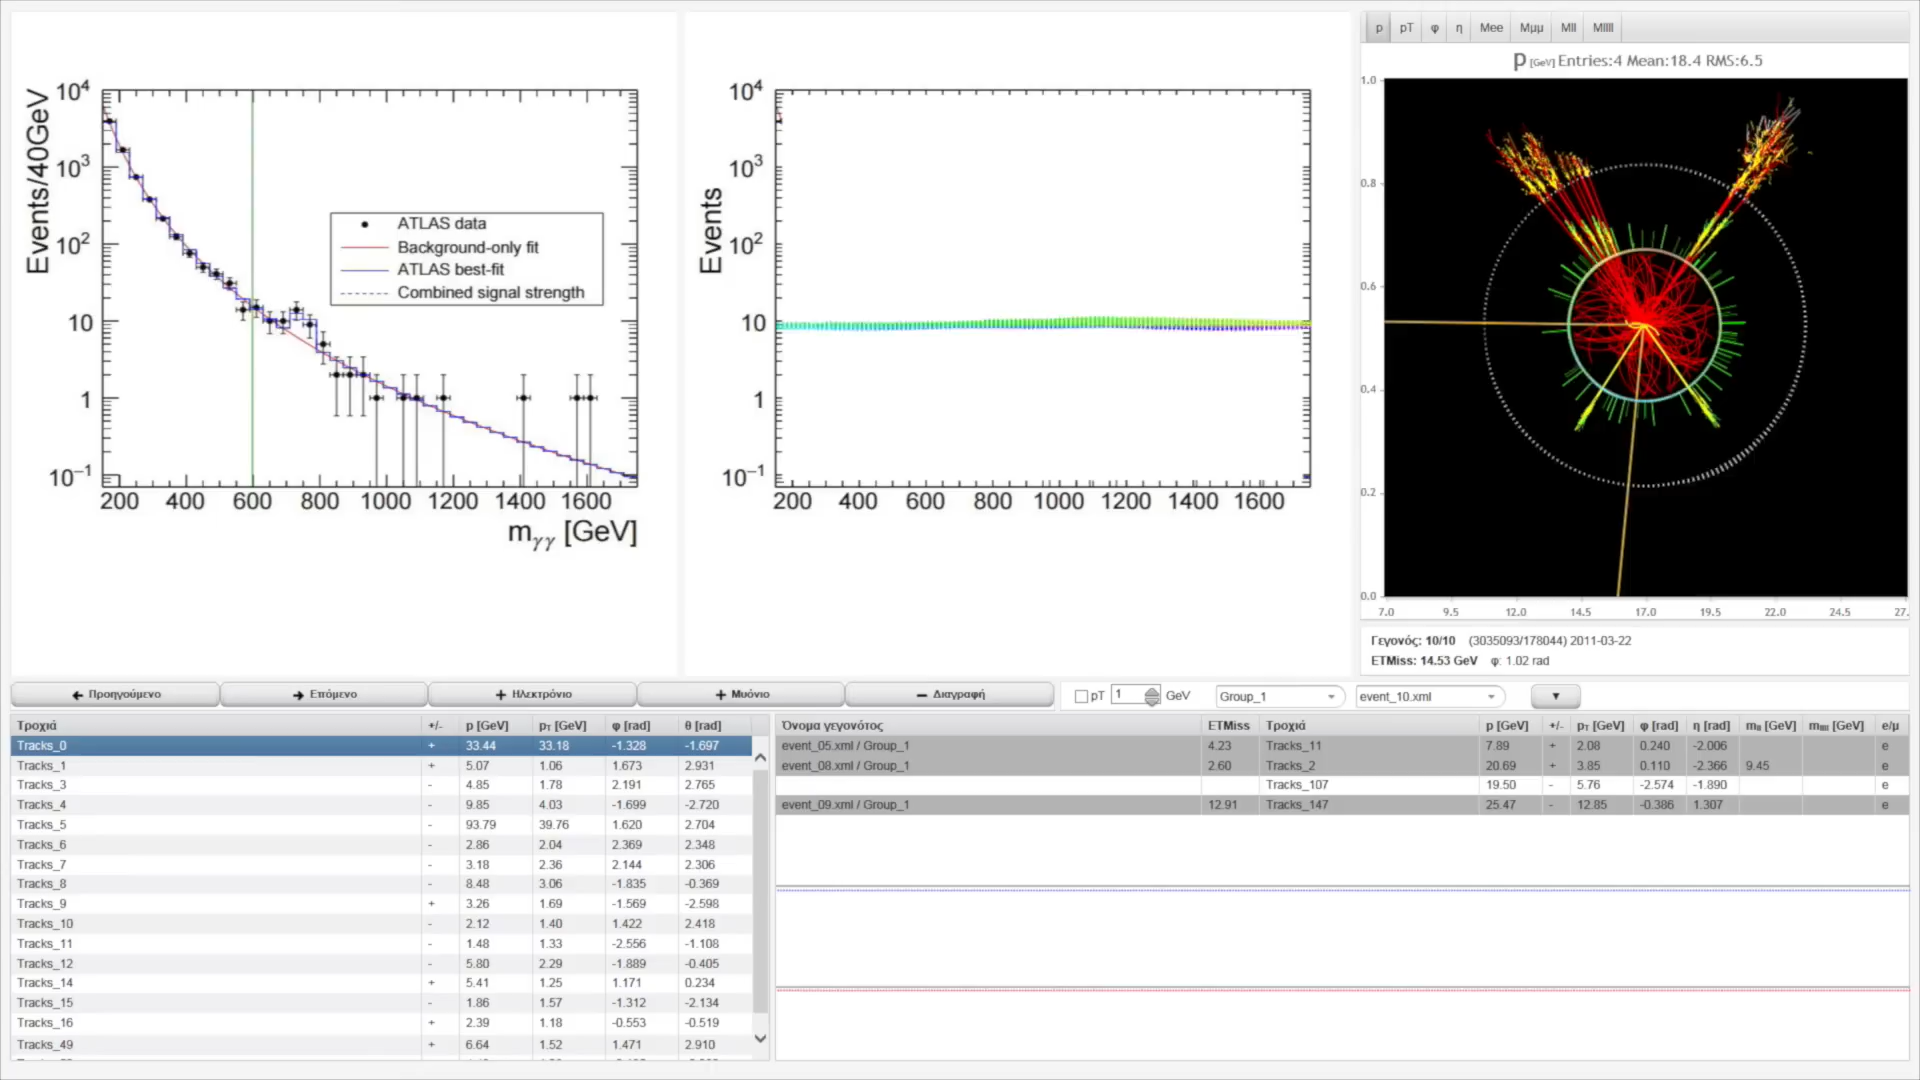 p pT φ η Mee Mμμ Mll Mllll
p [GeV] Entries:4 Mean:18.4 RMS:6.5
Events/40GeV
10⁴
10³
10²
10
1
10⁻¹
ATLAS data
Background-only fit
ATLAS best-fit
Combined signal strength
200 400 600 800 1000 1200 1400 1600
mγγ [GeV]
Events
10⁴
10³
10²
10
1
10⁻¹
200 400 600 800 1000 1200 1400 1600
1.0
0.8
0.6
0.4
0.2
0.0
7.0 9.5 12.0 14.5 17.0 19.5 22.0 24.5 27.
Γεγονός: 10/10 (3035093/178044) 2011-03-22
ETMiss: 14.53 GeV φ: 1.02 rad
← Προηγούμενο → Επόμενο + Ηλεκτρόνιο + Μυόνιο − Διαγραφή pT 1 GeV Group_1 event_10.xml ▼
Τροχιά +/- p [GeV] pT [GeV] φ [rad] θ [rad]
Tracks_0 + 33.44 33.18 -1.328 -1.697
Tracks_1 + 5.07 1.06 1.673 2.931
Tracks_3 - 4.85 1.78 2.191 2.765
Tracks_4 - 9.85 4.03 -1.699 -2.720
Tracks_5 - 93.79 39.76 1.620 2.704
Tracks_6 - 2.86 2.04 2.369 2.348
Tracks_7 - 3.18 2.36 2.144 2.306
Tracks_8 - 8.48 3.06 -1.835 -0.369
Tracks_9 + 3.26 1.69 -1.569 -2.598
Tracks_10 - 2.12 1.40 1.422 2.418
Tracks_11 - 1.48 1.33 -2.556 -1.108
Tracks_12 - 5.80 2.29 -1.889 -0.405
Tracks_14 + 5.41 1.25 1.171 0.234
Tracks_15 - 1.86 1.57 -1.312 -2.134
Tracks_16 + 2.39 1.18 -0.553 -0.519
Tracks_49 + 6.64 1.52 1.471 2.910
Όνομα γεγονότος ETMiss Τροχιά p [GeV] +/- pT [GeV] φ [rad] η [rad] mll [GeV] mllll [GeV] e/μ
event_05.xml / Group_1 4.23 Tracks_11 7.89 + 2.08 0.240 -2.006 e
event_08.xml / Group_1 2.60 Tracks_2 20.69 + 3.85 0.110 -2.366 9.45 e
Tracks_107 19.50 - 5.76 -2.574 -1.890 e
event_09.xml / Group_1 12.91 Tracks_147 25.47 - 12.85 -0.386 1.307 e